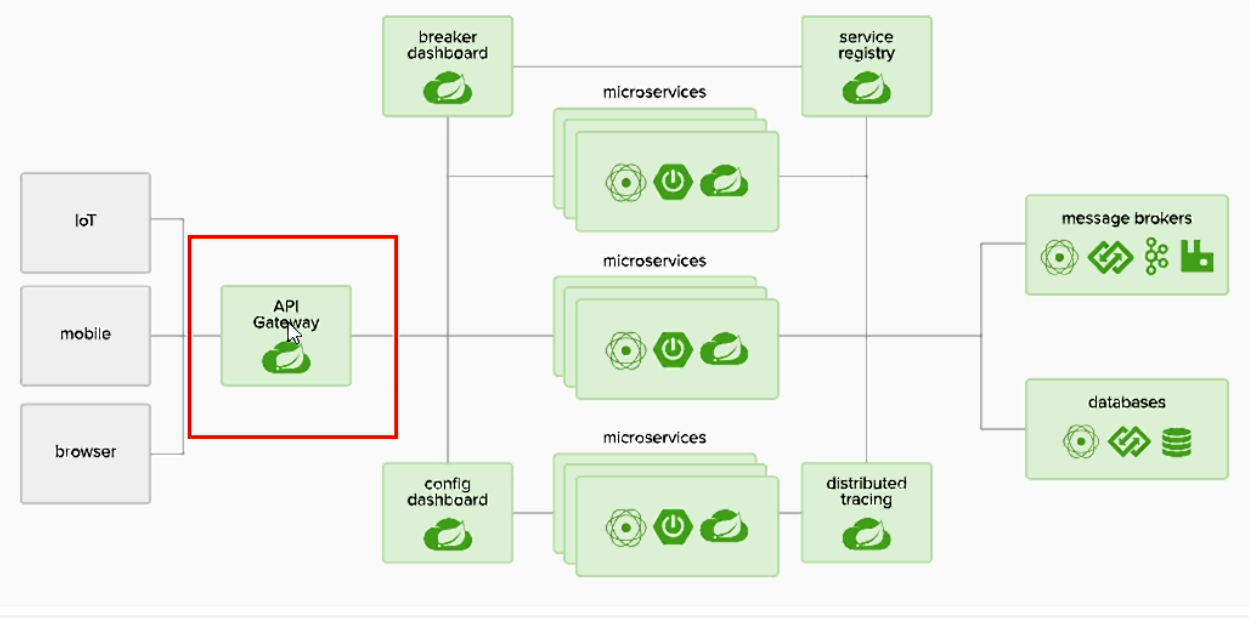 breaker
dashboard
service
registry
microservices
IoT
message brokers
microservices
API
Gateway
mobile
databases
microservices
browser
config
dashboard
distributed
tracing